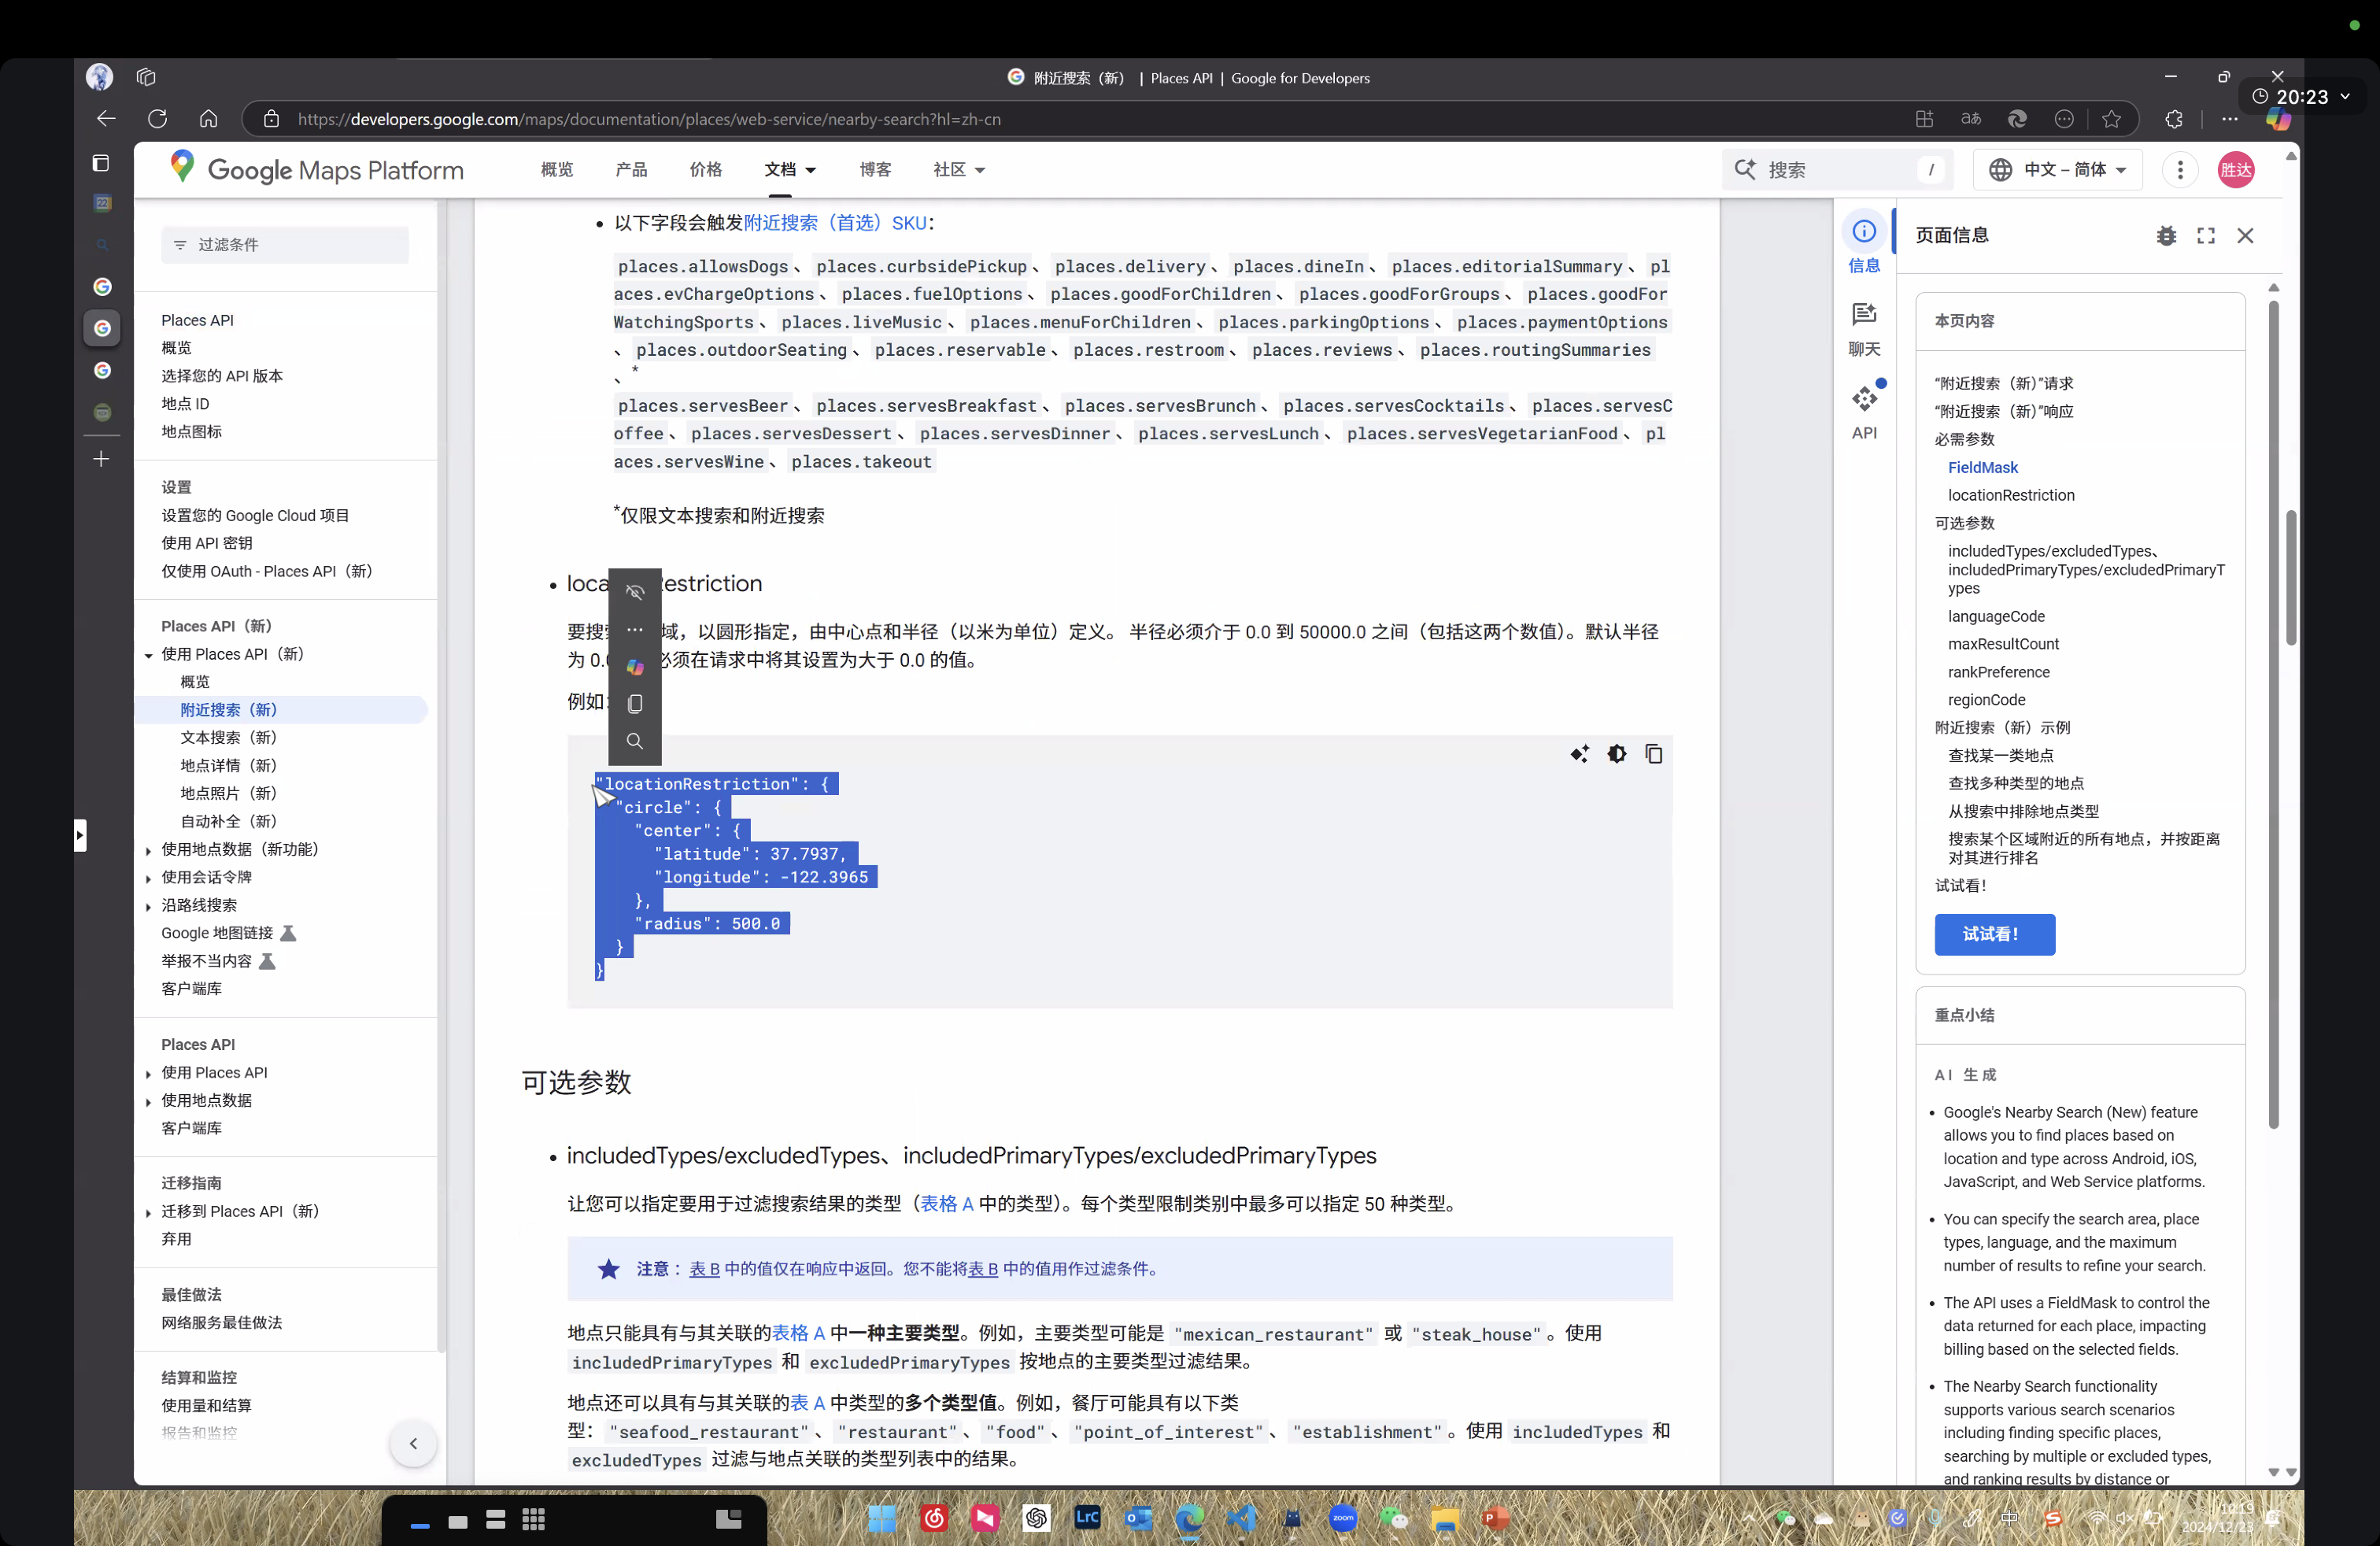 附近搜索（新） | Places API | Google for Developers
20:23
https://developers.google.com/maps/documentation/places/web-service/nearby-search?hl=zh-cn
Google Maps Platform
概览
产品
价格
文档
博客
社区
搜索
/
中文 – 简体
胜达
过滤条件
Places API
概览
选择您的 API 版本
地点 ID
地点图标
设置
设置您的 Google Cloud 项目
使用 API 密钥
仅使用 OAuth - Places API（新）
Places API（新）
使用 Places API（新）
概览
附近搜索（新）
文本搜索（新）
地点详情（新）
地点照片（新）
自动补全（新）
使用地点数据（新功能）
使用会话令牌
沿路线搜索
Google 地图链接
举报不当内容
客户端库
Places API
使用 Places API
使用地点数据
客户端库
迁移指南
迁移到 Places API（新）
弃用
最佳做法
网络服务最佳做法
结算和监控
使用量和结算
报告和监控
• 以下字段会触发附近搜索（首选）SKU：
places.allowsDogs、places.curbsidePickup、places.delivery、places.dineIn、places.editorialSummary、pl
aces.evChargeOptions、places.fuelOptions、places.goodForChildren、places.goodForGroups、places.goodFor
WatchingSports、places.liveMusic、places.menuForChildren、places.parkingOptions、places.paymentOptions
、places.outdoorSeating、places.reservable、places.restroom、places.reviews、places.routingSummaries
、*
places.servesBeer、places.servesBreakfast、places.servesBrunch、places.servesCocktails、places.servesC
offee、places.servesDessert、places.servesDinner、places.servesLunch、places.servesVegetarianFood、pl
aces.servesWine、places.takeout
*仅限文本搜索和附近搜索
• loca estriction
要搜 域，以圆形指定，由中心点和半径（以米为单位）定义。 半径必须介于 0.0 到 50000.0 之间（包括这两个数值）。默认半径
为 0. 必须在请求中将其设置为大于 0.0 的值。
例如:
"locationRestriction": {
"circle": {
"center": {
"latitude": 37.7937,
"longitude": -122.3965
},
"radius": 500.0
}
}
可选参数
• includedTypes/excludedTypes、includedPrimaryTypes/excludedPrimaryTypes
让您可以指定要用于过滤搜索结果的类型（表格 A 中的类型）。每个类型限制类别中最多可以指定 50 种类型。
注意：表 B 中的值仅在响应中返回。您不能将表 B 中的值用作过滤条件。
地点只能具有与其关联的表格 A 中一种主要类型。例如，主要类型可能是 "mexican_restaurant" 或 "steak_house"。使用
includedPrimaryTypes 和 excludedPrimaryTypes 按地点的主要类型过滤结果。
地点还可以具有与其关联的表 A 中类型的多个类型值。例如，餐厅可能具有以下类
型："seafood_restaurant"、"restaurant"、"food"、"point_of_interest"、"establishment"。使用 includedTypes 和
excludedTypes 过滤与地点关联的类型列表中的结果。
信息
聊天
API
页面信息
本页内容
“附近搜索（新）”请求
“附近搜索（新）”响应
必需参数
FieldMask
locationRestriction
可选参数
includedTypes/excludedTypes、
includedPrimaryTypes/excludedPrimaryT
ypes
languageCode
maxResultCount
rankPreference
regionCode
附近搜索（新）示例
查找某一类地点
查找多种类型的地点
从搜索中排除地点类型
搜索某个区域附近的所有地点，并按距离
对其进行排名
试试看！
试试看！
重点小结
AI 生成
• Google's Nearby Search (New) feature
allows you to find places based on
location and type across Android, iOS,
JavaScript, and Web Service platforms.
• You can specify the search area, place
types, language, and the maximum
number of results to refine your search.
• The API uses a FieldMask to control the
data returned for each place, impacting
billing based on the selected fields.
• The Nearby Search functionality
supports various search scenarios
including finding specific places,
searching by multiple or excluded types,
and ranking results by distance or
LrC
zoom
中
2024/12/23